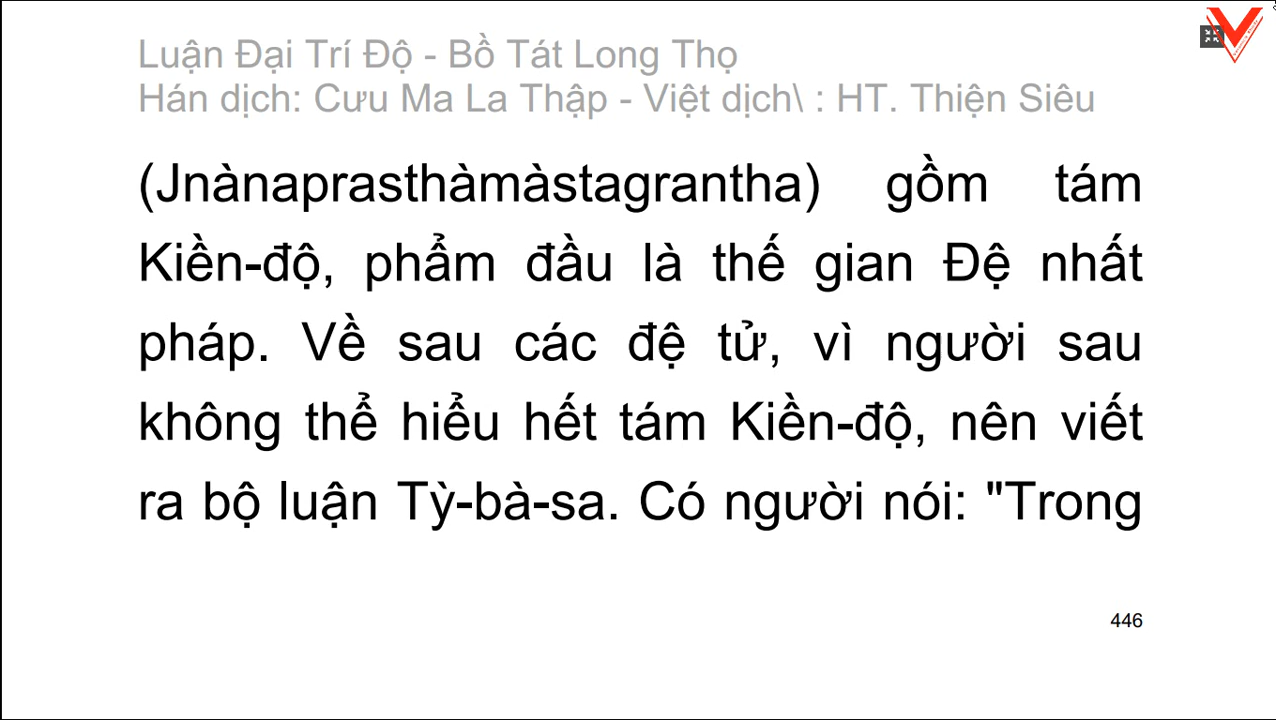 Luận Đại Trí Độ - Bồ Tát Long Thọ
Hán dịch: Cưu Ma La Thập - Việt dịch\ : HT. Thiện Siêu
(Jnànaprasthàmàstagrantha) gồm tám
Kiền-độ, phẩm đầu là thế gian Đệ nhất
pháp. Về sau các đệ tử, vì người sau
không thể hiểu hết tám Kiền-độ, nên viết
ra bộ luận Tỳ-bà-sa. Có người nói: "Trong
446